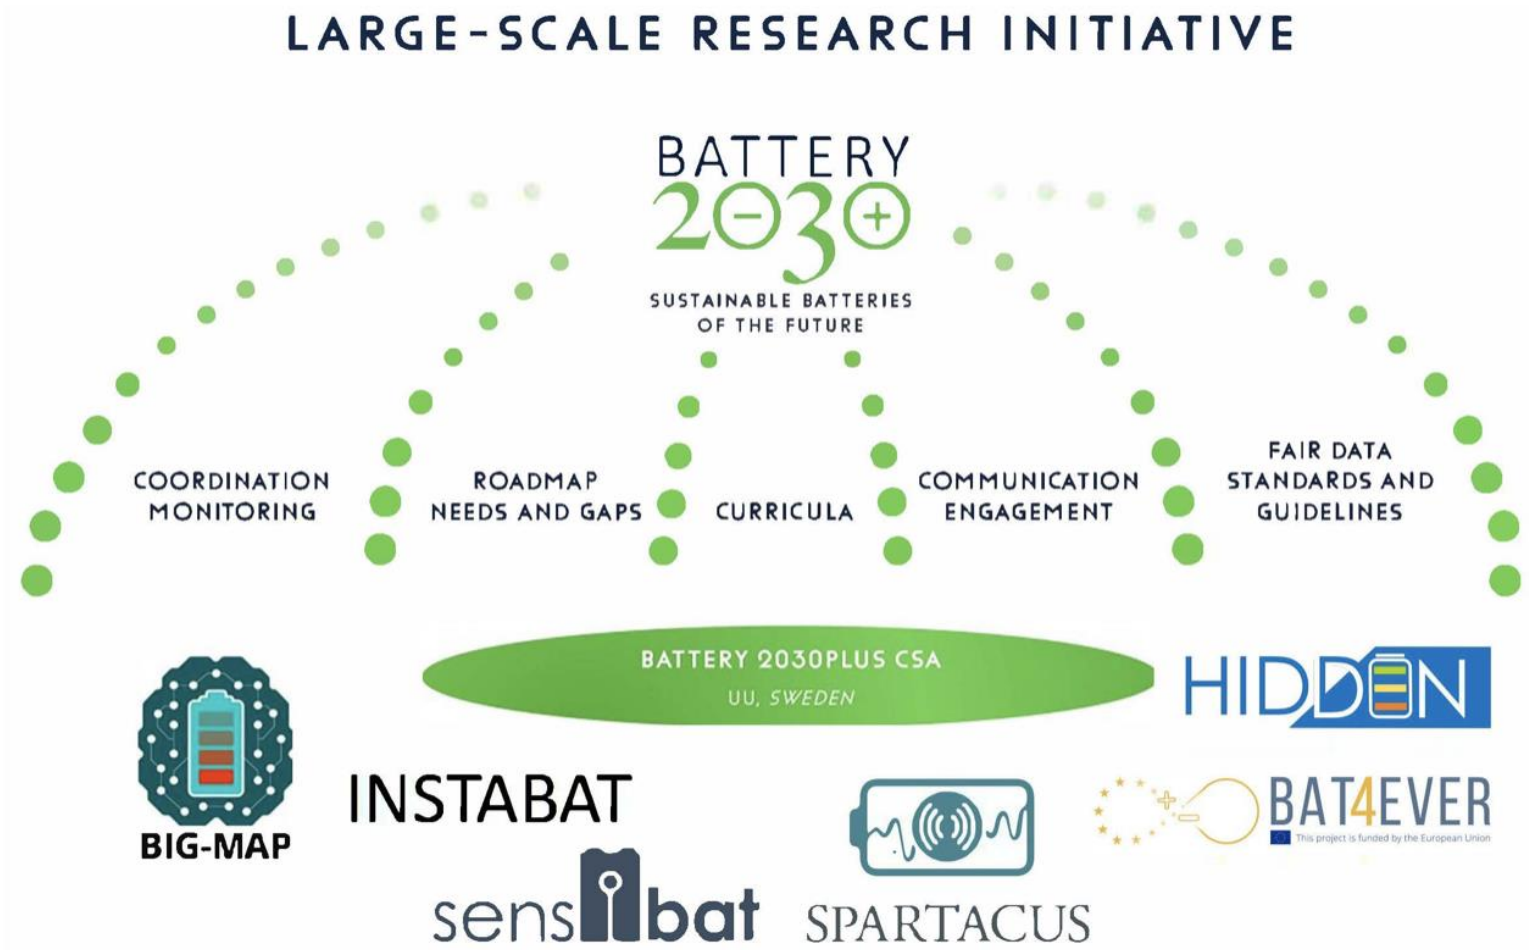 LARGE-SCALE RESEARCH INITIATIVE
BATTERY
2030
SUSTAINABLE BATTERIES
OF THE FUTURE
COORDINATION
MONITORING
ROADMAP
NEEDS AND GAPS
CURRICULA
COMMUNICATION
ENGAGEMENT
FAIR DATA
STANDARDS AND
GUIDELINES
BATTERY 2030PLUS CSA
UU, SWEDEN
BIG-MAP
INSTABAT
sensibat
SPARTACUS
HIDDEN
BAT4EVER
This project is funded by the European Union